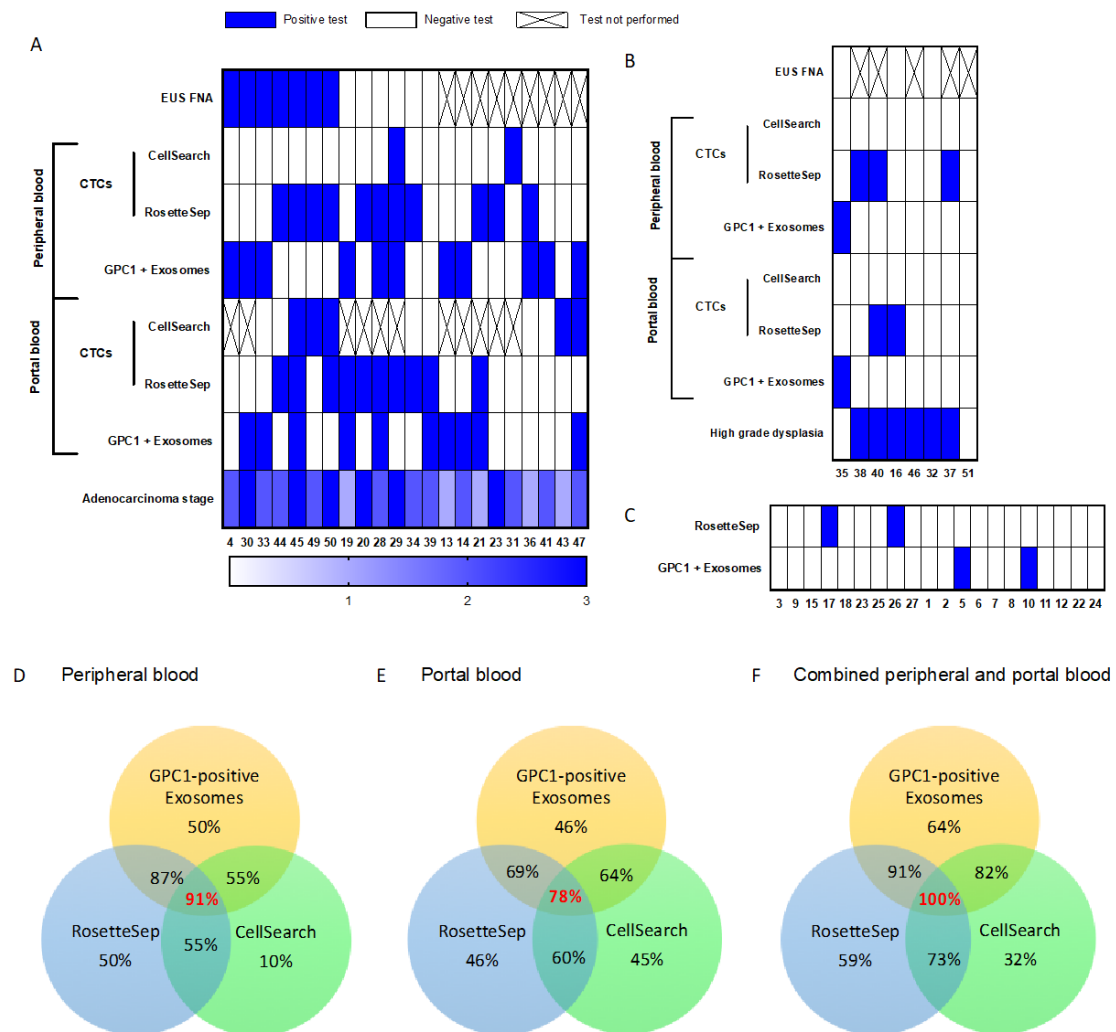 Positive test Negative test Test not performed
A
EUS FNA
Peripheral blood
CTCs
CellSearch
RosetteSep
GPC1 + Exosomes
Portal blood
CTCs
CellSearch
RosetteSep
GPC1 + Exosomes
Adenocarcinoma stage
4 30 33 44 45 49 50 19 20 28 29 34 39 13 14 21 23 31 36 41 43 47
1 2 3
B
EUS FNA
Peripheral blood
CTCs
CellSearch
RosetteSep
GPC1 + Exosomes
Portal blood
CTCs
CellSearch
RosetteSep
GPC1 + Exosomes
High grade dysplasia
35 38 40 16 46 32 37 51
C
RosetteSep
GPC1 + Exosomes
3 9 15 17 18 23 25 26 27 1 2 5 6 7 8 10 11 12 22 24
D Peripheral blood
GPC1-positive
Exosomes
50%
87% 55%
91%
RosetteSep 55% CellSearch
50% 10%
E Portal blood
GPC1-positive
Exosomes
46%
69% 64%
78%
RosetteSep CellSearch
46% 60% 45%
F Combined peripheral and portal blood
GPC1-positive
Exosomes
64%
91% 82%
100%
RosetteSep CellSearch
59% 73% 32%